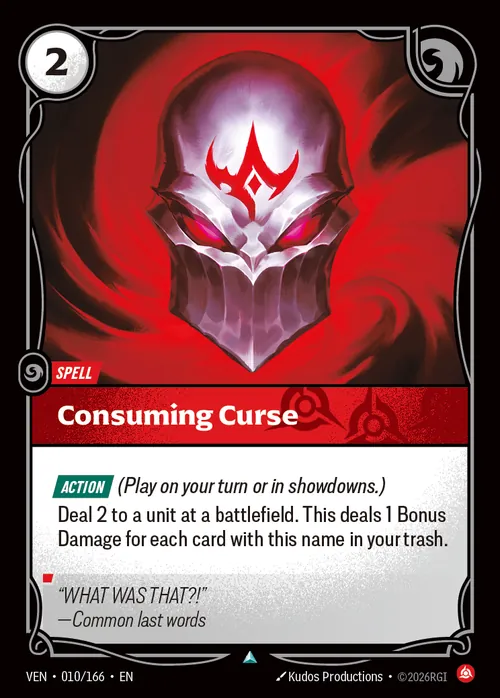 2
SPELL
Consuming Curse
ACTION (Play on your turn or in showdowns.)
Deal 2 to a unit at a battlefield. This deals 1 Bonus
Damage for each card with this name in your trash.
“WHAT WAS THAT?!”
—Common last words
VEN • 010/166 • EN
Kudos Productions • ©2026RGI